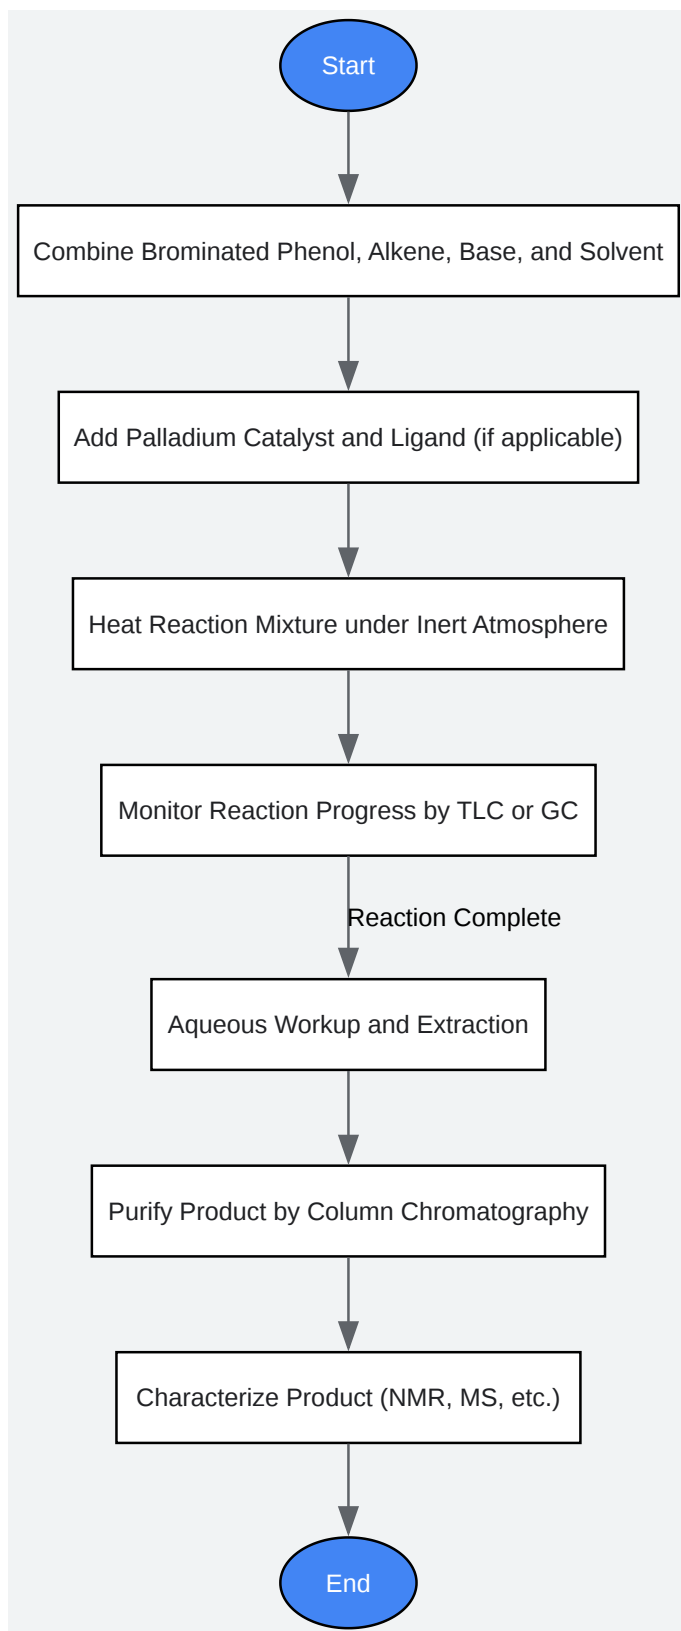 Start
Combine Brominated Phenol, Alkene, Base, and Solvent
Add Palladium Catalyst and Ligand (if applicable)
Heat Reaction Mixture under Inert Atmosphere
Monitor Reaction Progress by TLC or GC
Reaction Complete
Aqueous Workup and Extraction
Purify Product by Column Chromatography
Characterize Product (NMR, MS, etc.)
End